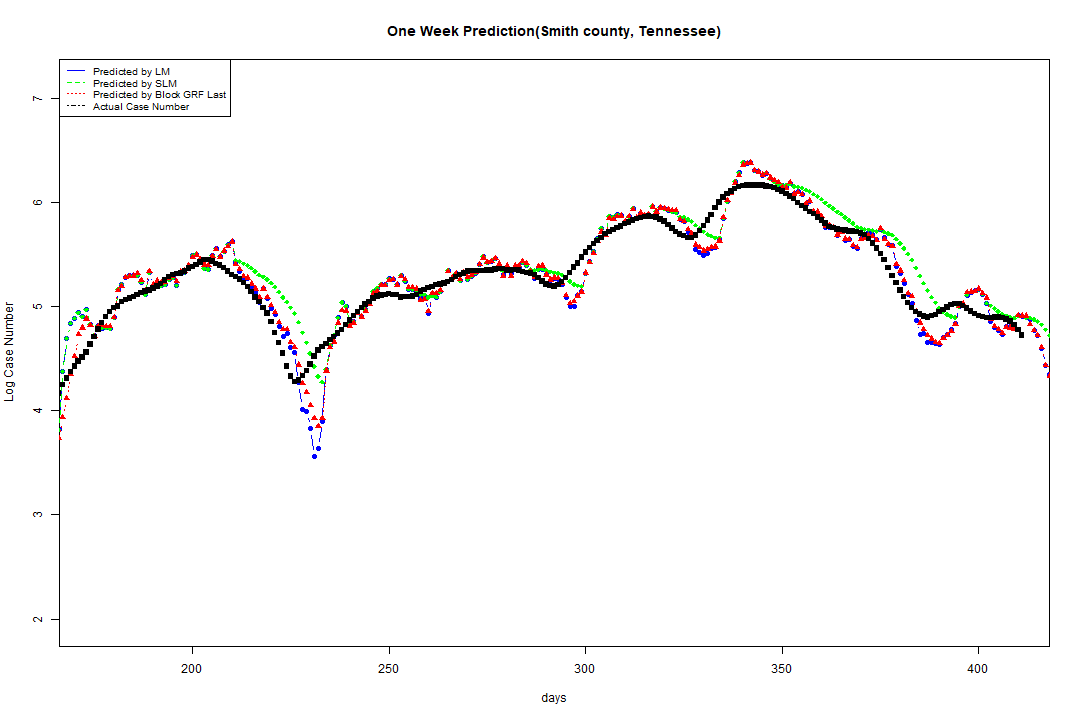 One Week Prediction(Smith county, Tennessee)
Predicted by LM
Predicted by SLM
Predicted by Block GRF Last
Actual Case Number
7
6
5
4
3
2
Log Case Number
200 250 300 350 400
days